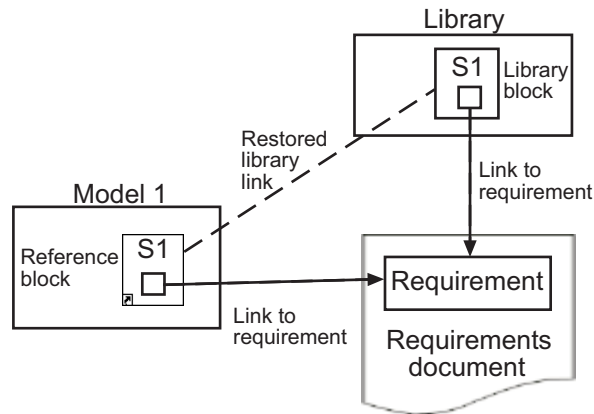 Library
S1
Library
block
Restored
library
link
Link to
requirement
Model 1
Reference
block
S1
Link to
requirement
Requirement
Requirements
document